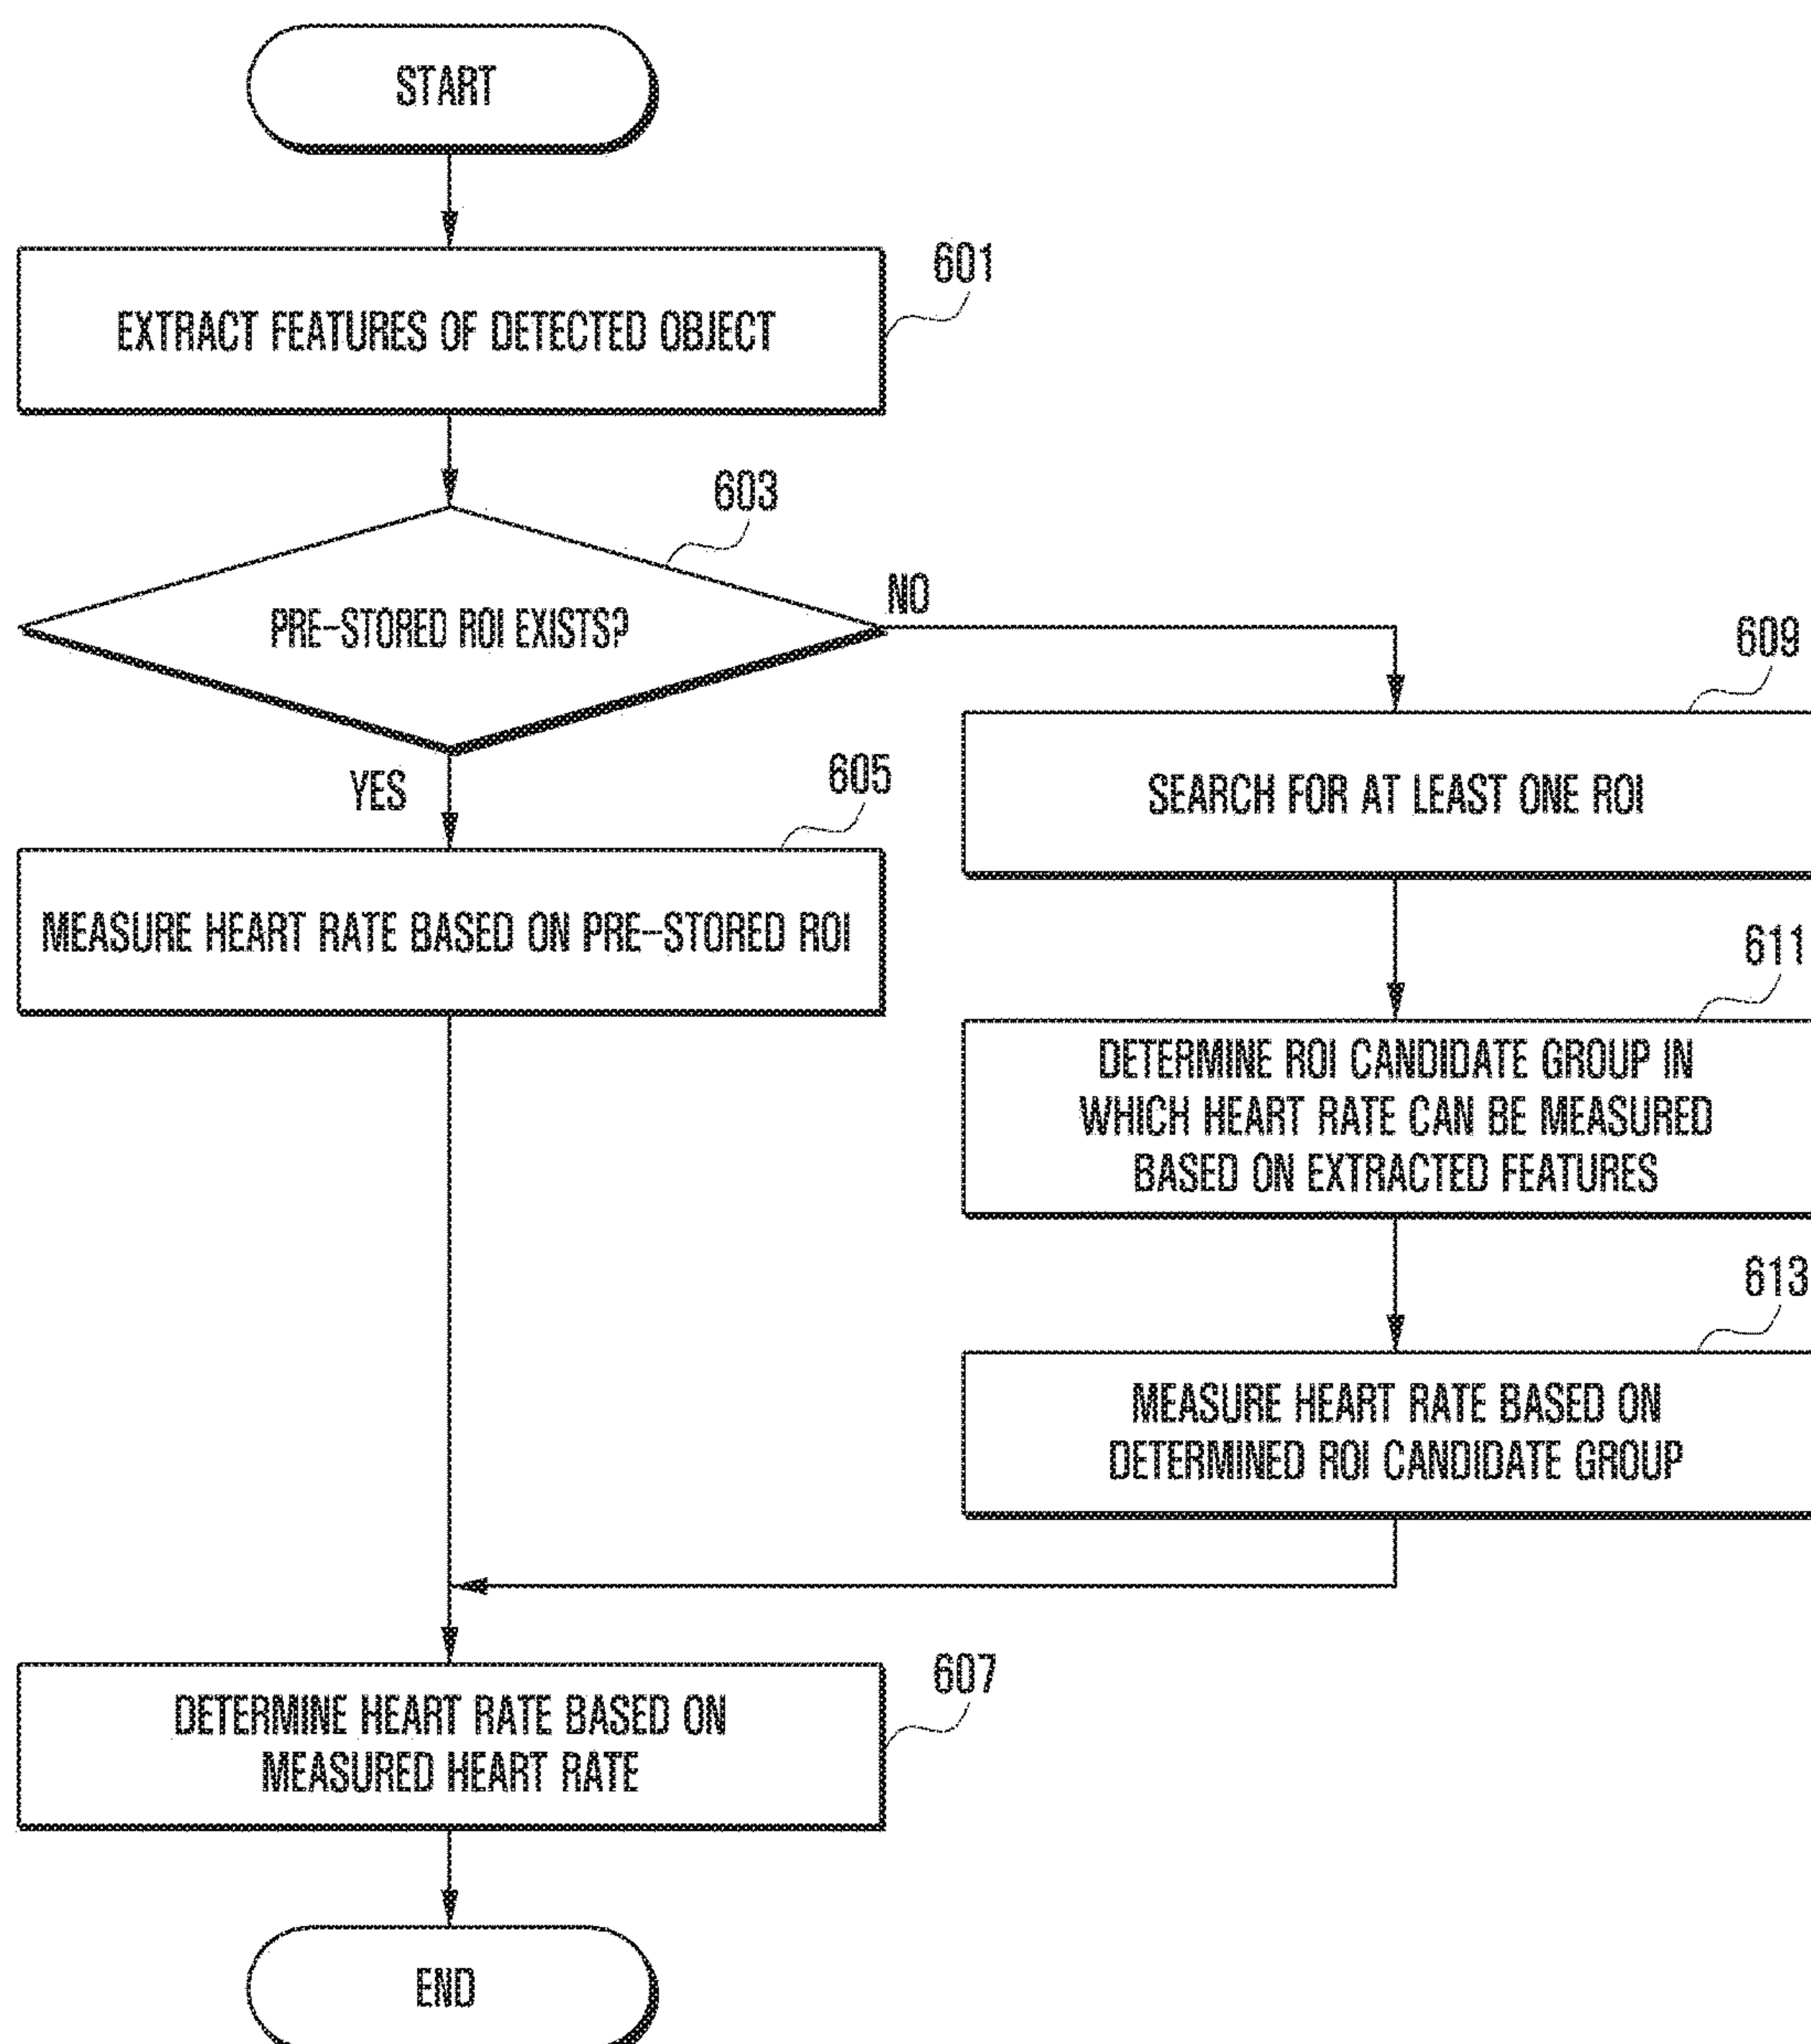 START
601
EXTRACT FEATURES OF DETECTED OBJECT
603
PRE-STORED ROI EXISTS?
NO
609
SEARCH FOR AT LEAST ONE ROI
YES
605
MEASURE HEART RATE BASED ON PRE-STORED ROI
611
DETERMINE ROI CANDIDATE GROUP IN
WHICH HEART RATE CAN BE MEASURED
BASED ON EXTRACTED FEATURES
613
MEASURE HEART RATE BASED ON
DETERMINED ROI CANDIDATE GROUP
607
DETERMINE HEART RATE BASED ON
MEASURED HEART RATE
END